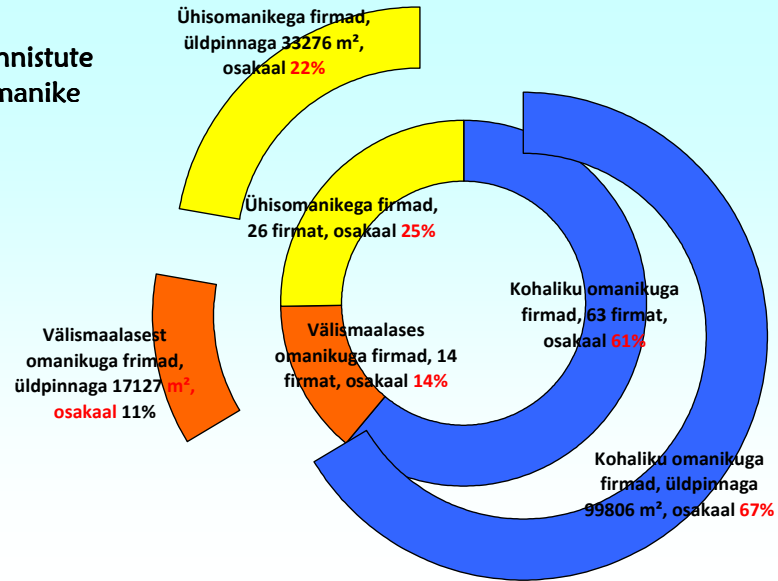 Ühisomanikega firmad,
üldpinnaga 33276 m²,
osakaal 22%
nnistute
manike
Ühisomanikega firmad,
26 firmat, osakaal 25%
Kohaliku omanikuga
firmad, 63 firmat,
osakaal 61%
Välismaalases
omanikuga firmad, 14
firmat, osakaal 14%
Välismaalasest
omanikuga frimad,
üldpinnaga 17127 m²,
osakaal 11%
Kohaliku omanikuga
firmad, üldpinnaga
99806 m², osakaal 67%